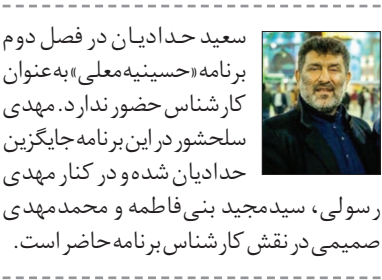 سعید حدادیان در فصل دوم
برنامه «حسینیه معلی» به‌عنوان
کارشناس حضور ندارد. مهدی
سلحشور در این برنامه جایگزین
حدادیان شده و در کنار مهدی
رسولی، سیدمجید بنی‌فاطمه و محمدمهدی
صمیمی در نقش کارشناس برنامه حاضر است.